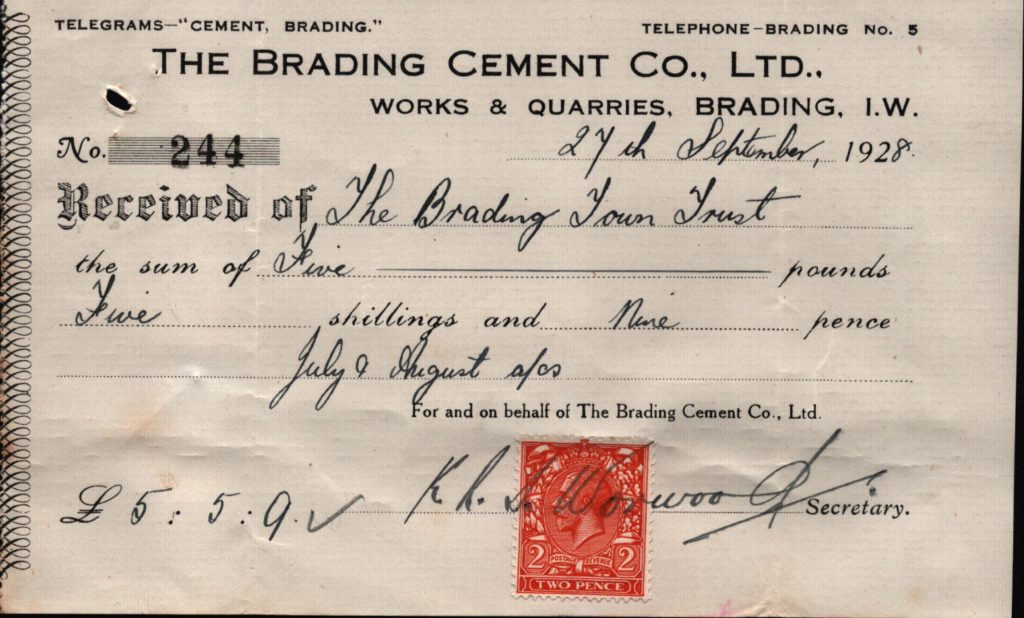 TELEGRAMS—"CEMENT, BRADING." TELEPHONE—BRADING No. 5
THE BRADING CEMENT CO., LTD.,
WORKS & QUARRIES, BRADING, I.W.
27th September, 1928.
No. 244
Received of The Brading Town Trust
the sum of Five pounds
Five shillings and Nine pence
July & August a/cs
For and on behalf of The Brading Cement Co., Ltd.
£ 5 : 5 : 9.
Secretary.
2 POSTAGE REVENUE 2
TWO PENCE